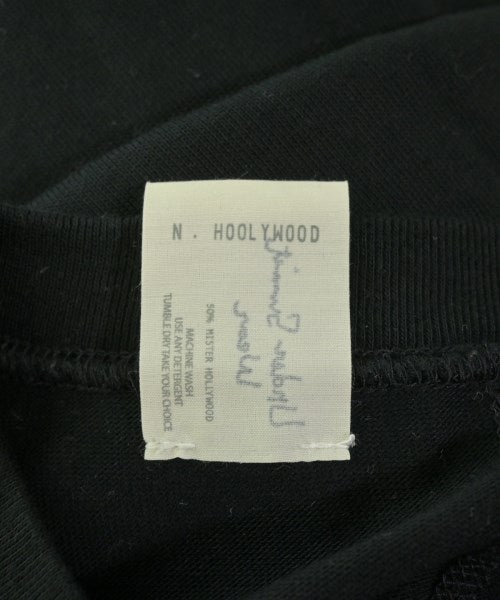 N . HOOLYWOOD
50% MISTER HOLLYWOOD
MACHINE WASH
USE ANY DETERGENT
TUMBLE DRY TAKE YOUR CHOICE